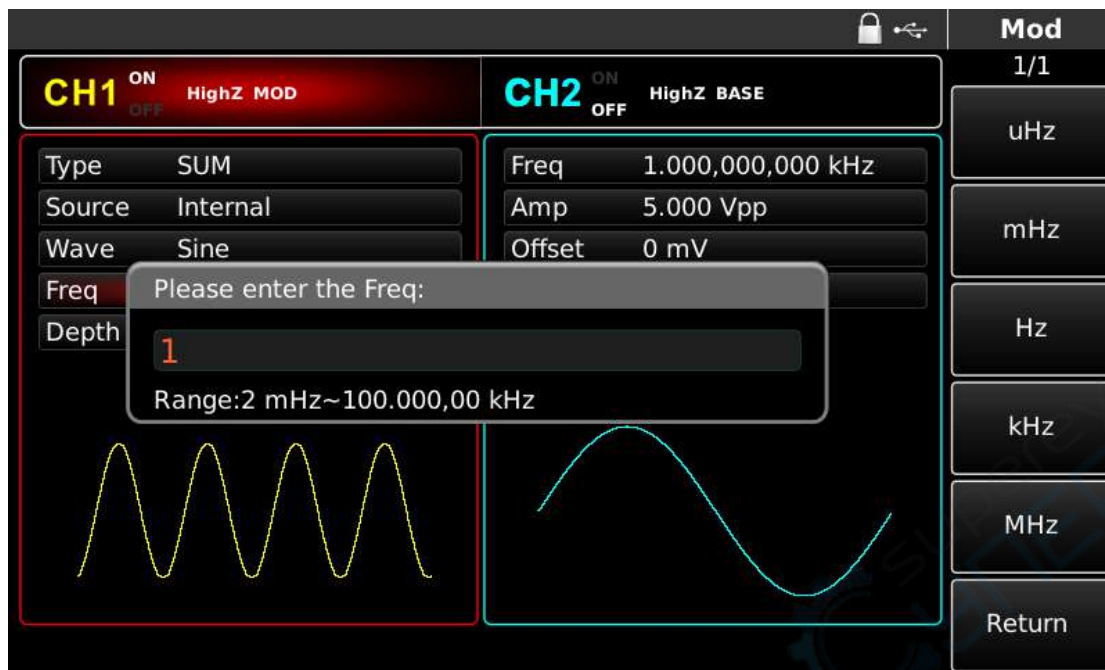 Mod
1/1
CH1 ON OFF HighZ MOD
CH2 ON OFF HighZ BASE
Type SUM
Source Internal
Wave Sine
Freq
Depth
Freq 1.000,000,000 kHz
Amp 5.000 Vpp
Offset 0 mV
Please enter the Freq:
1
Range:2 mHz~100.000,00 kHz
uHz
mHz
Hz
kHz
MHz
Return